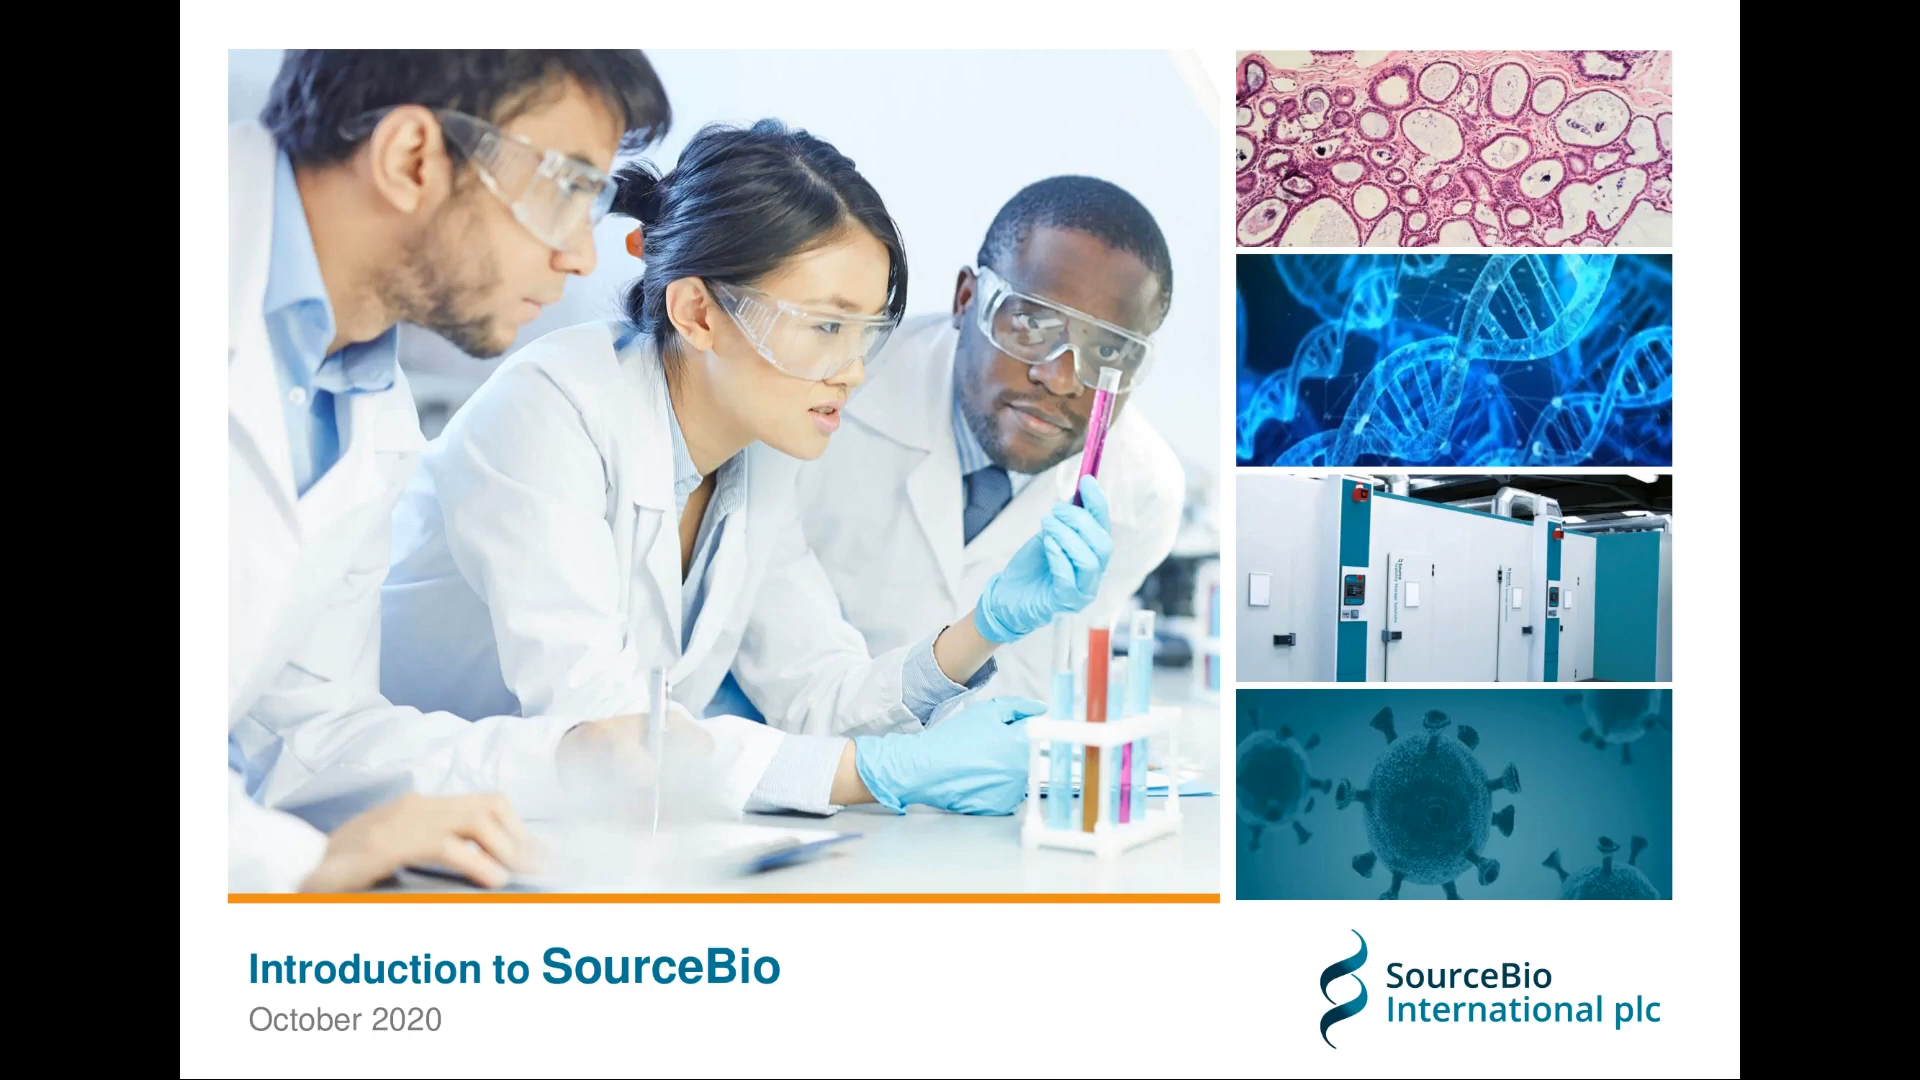 Introduction to SourceBio
October 2020
SourceBio
International plc